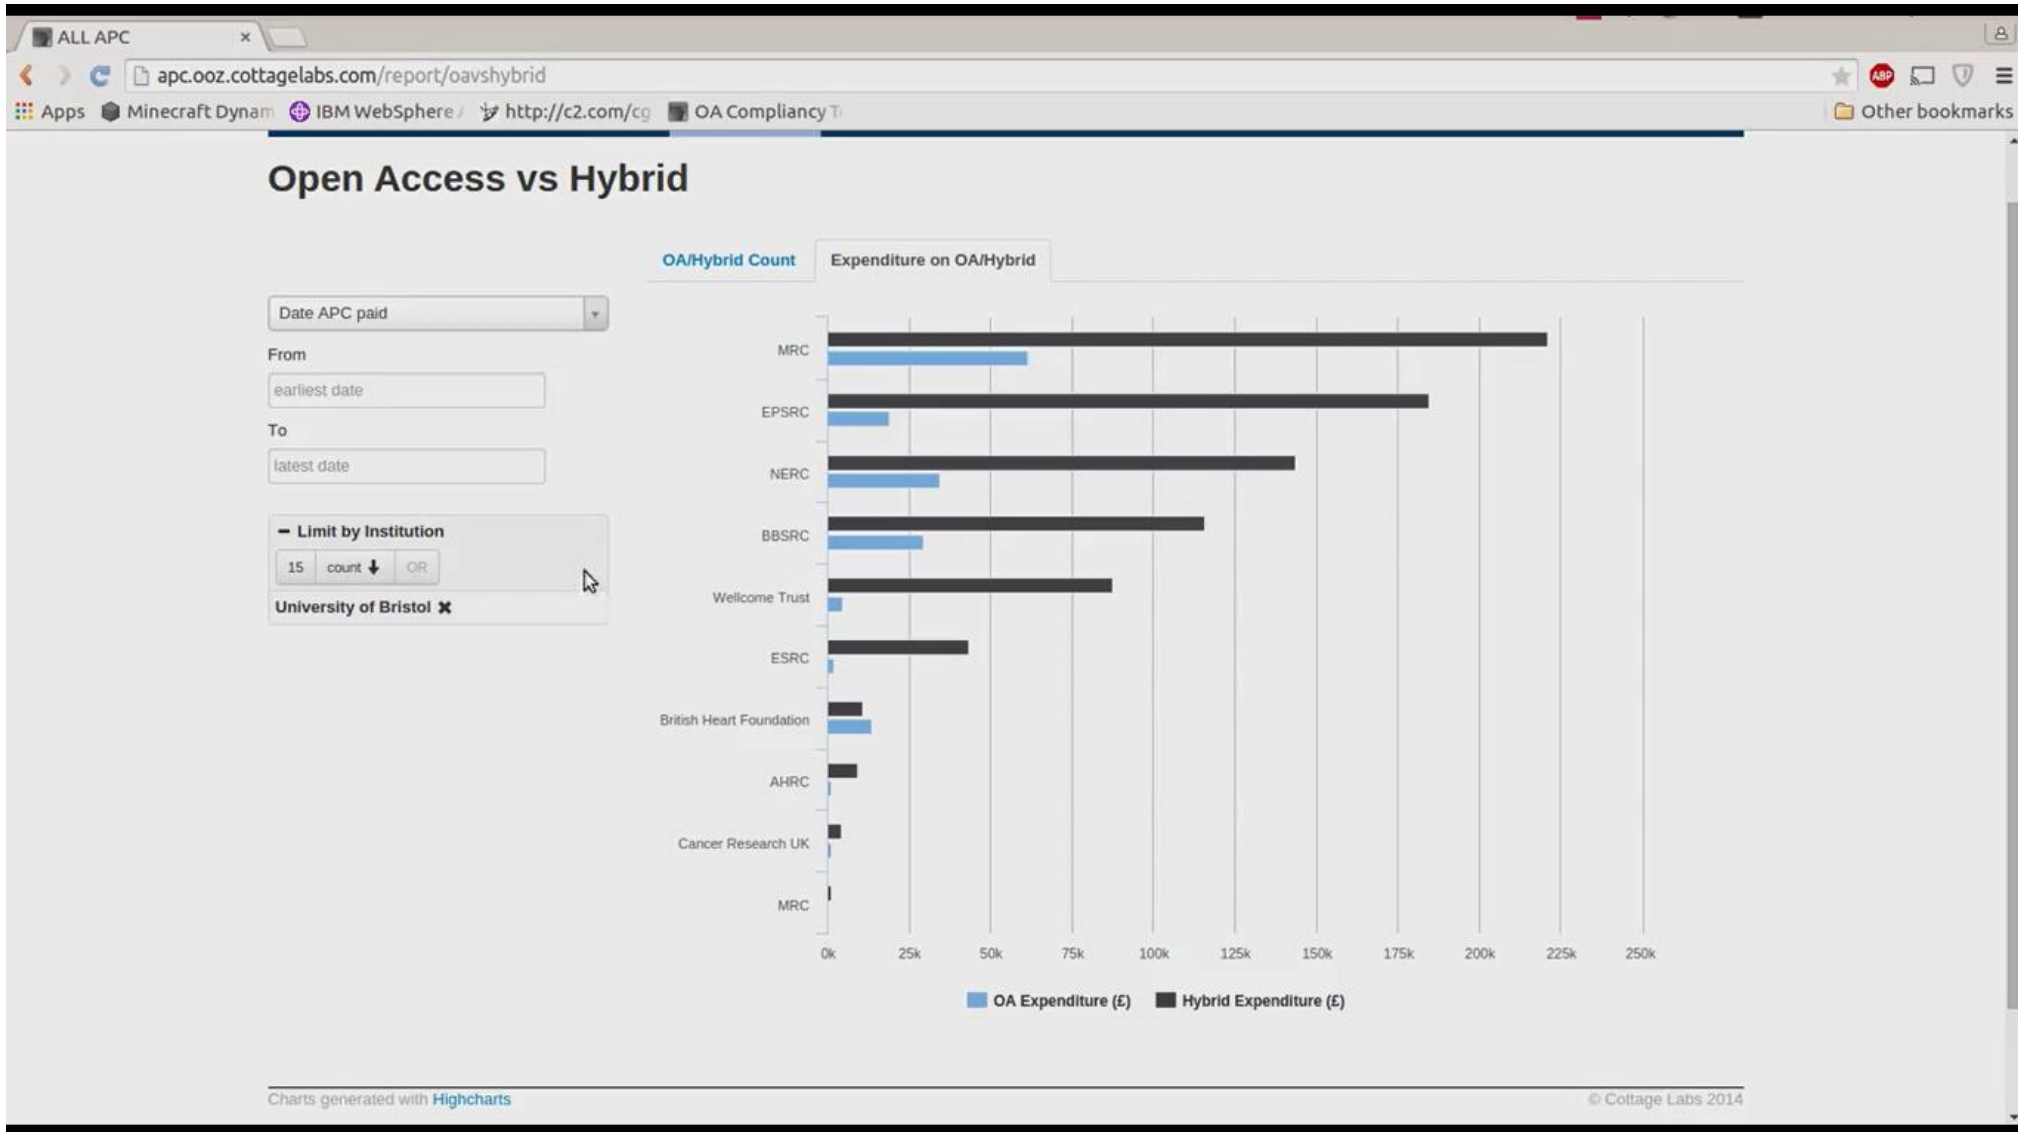 ALL APC
apc.ooz.cottagelabs.com/report/oavshybrid
ABP
Apps Minecraft Dynam IBM WebSphere A http://c2.com/cg OA Compliancy T Other bookmarks
Open Access vs Hybrid
OA/Hybrid Count Expenditure on OA/Hybrid
Date APC paid
From
earliest date
To
latest date
– Limit by Institution
15 count OR
University of Bristol ✖
MRC
EPSRC
NERC
BBSRC
Wellcome Trust
ESRC
British Heart Foundation
AHRC
Cancer Research UK
MRC
0k 25k 50k 75k 100k 125k 150k 175k 200k 225k 250k
OA Expenditure (£) Hybrid Expenditure (£)
Charts generated with Highcharts © Cottage Labs 2014